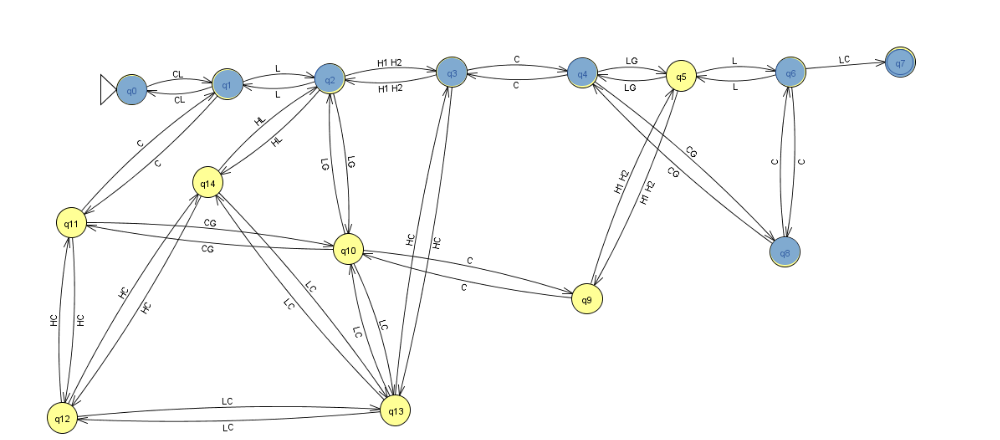 CL
L
H1 H2
C
LG
L
LC
q0
q1
q2
q3
q4
q5
q6
q7
CL
L
H1 H2
C
LG
L
HL
HL
C
C
LG
LG
CG
CG
C
C
q14
H1 H2
H1 H2
q11
CG
CG
q10
HC
HC
C
C
q8
q9
HC
HC
LC
LC
LC
LC
HC
HC
LC
LC
q12
q13